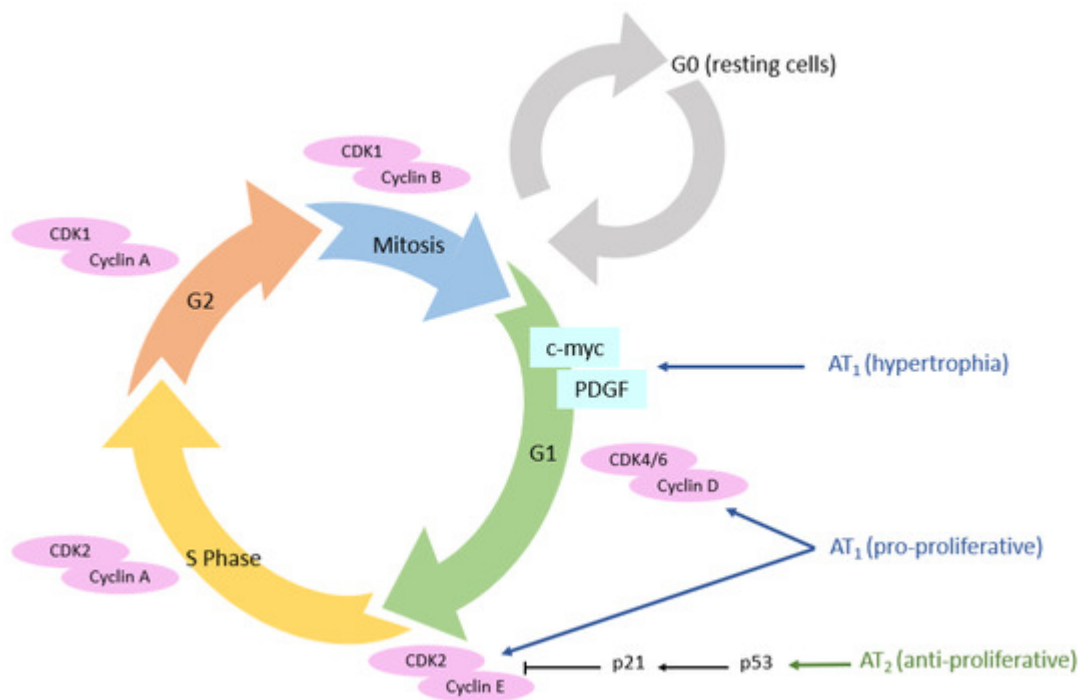 G0 (resting cells)
CDK1
Cyclin B
CDK1
Cyclin A
Mitosis
G2
c-myc
PDGF
AT₁ (hypertrophia)
G1
CDK4/6
Cyclin D
CDK2
Cyclin A
S Phase
AT₁ (pro-proliferative)
CDK2
Cyclin E
p21
p53
AT₂ (anti-proliferative)